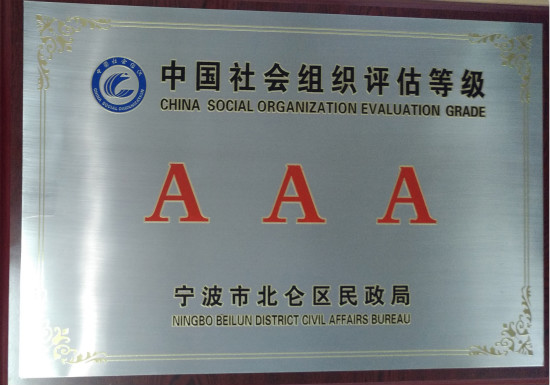 中国社会组织评估等级
CHINA SOCIAL ORGANIZATION EVALUATION GRADE
A A A
宁波市北仑区民政局
NINGBO BEILUN DISTRICT CIVIL AFFAIRS BUREAU